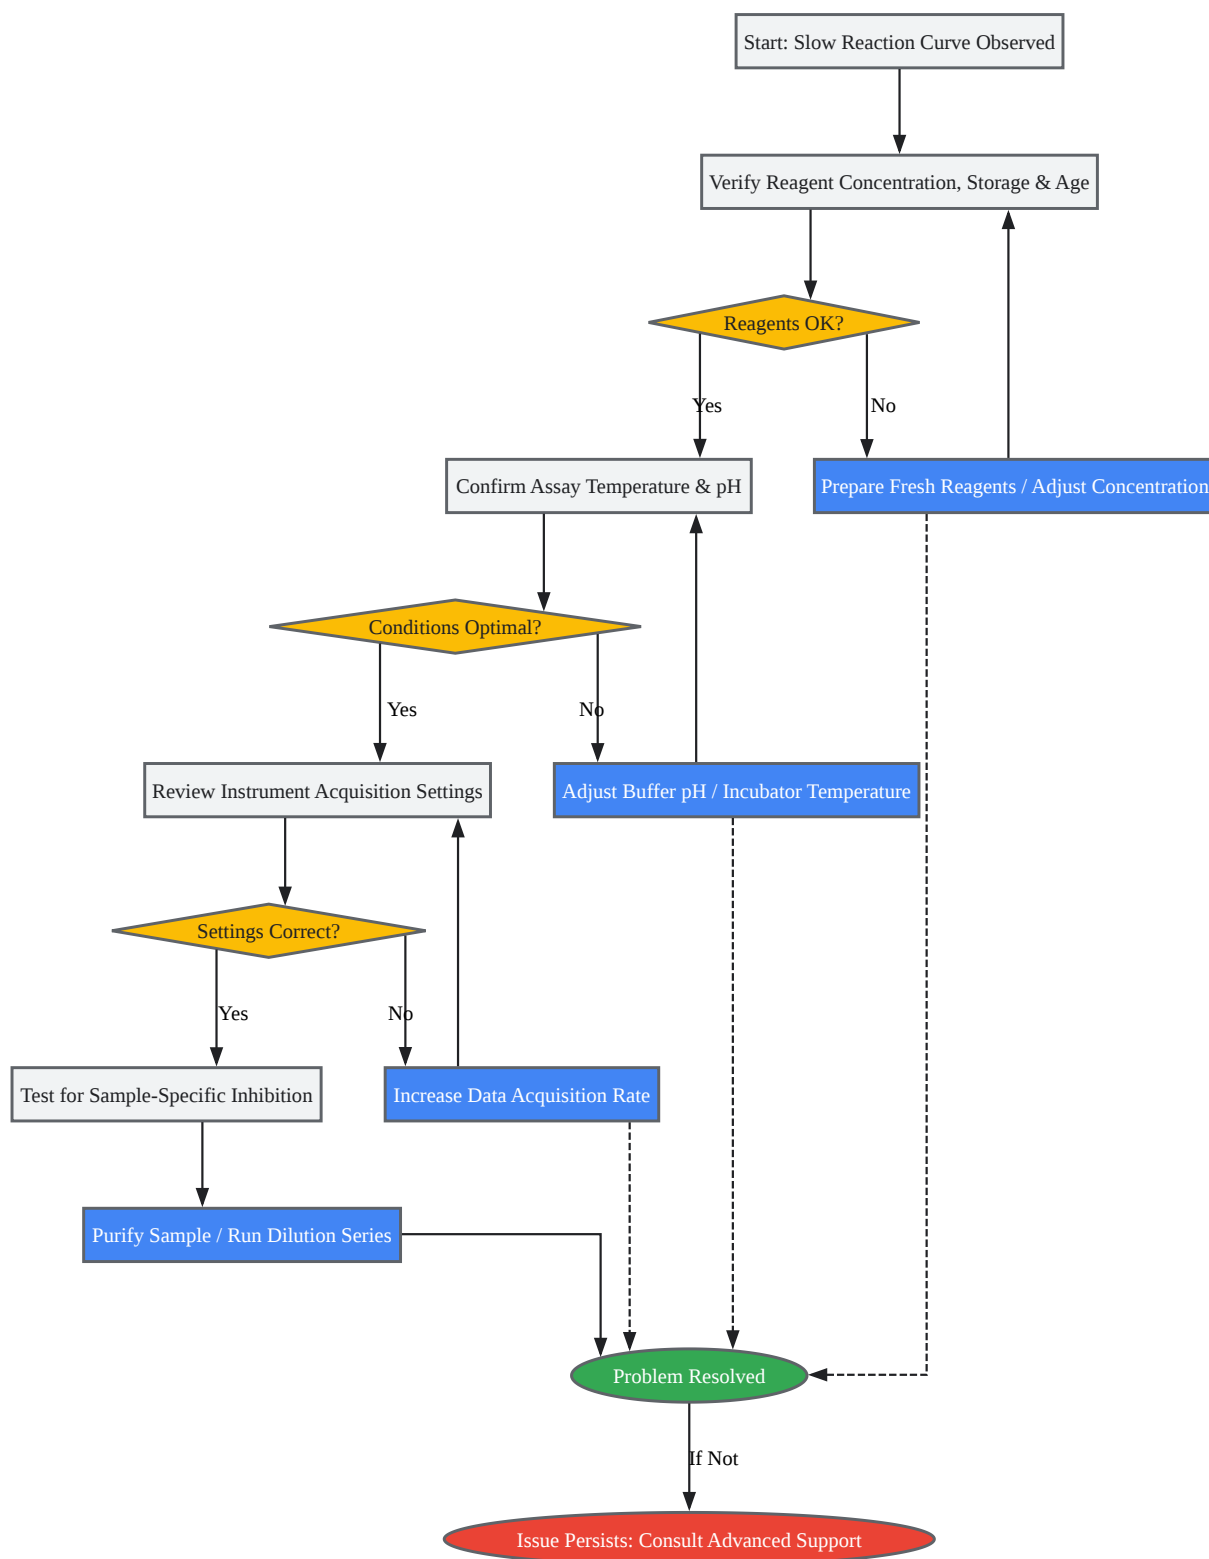 Start: Slow Reaction Curve Observed
Verify Reagent Concentration, Storage & Age
Reagents OK?
Yes
No
Confirm Assay Temperature & pH
Prepare Fresh Reagents / Adjust Concentration
Conditions Optimal?
Yes
No
Review Instrument Acquisition Settings
Adjust Buffer pH / Incubator Temperature
Settings Correct?
Yes
No
Test for Sample-Specific Inhibition
Increase Data Acquisition Rate
Purify Sample / Run Dilution Series
Problem Resolved
If Not
Issue Persists: Consult Advanced Support